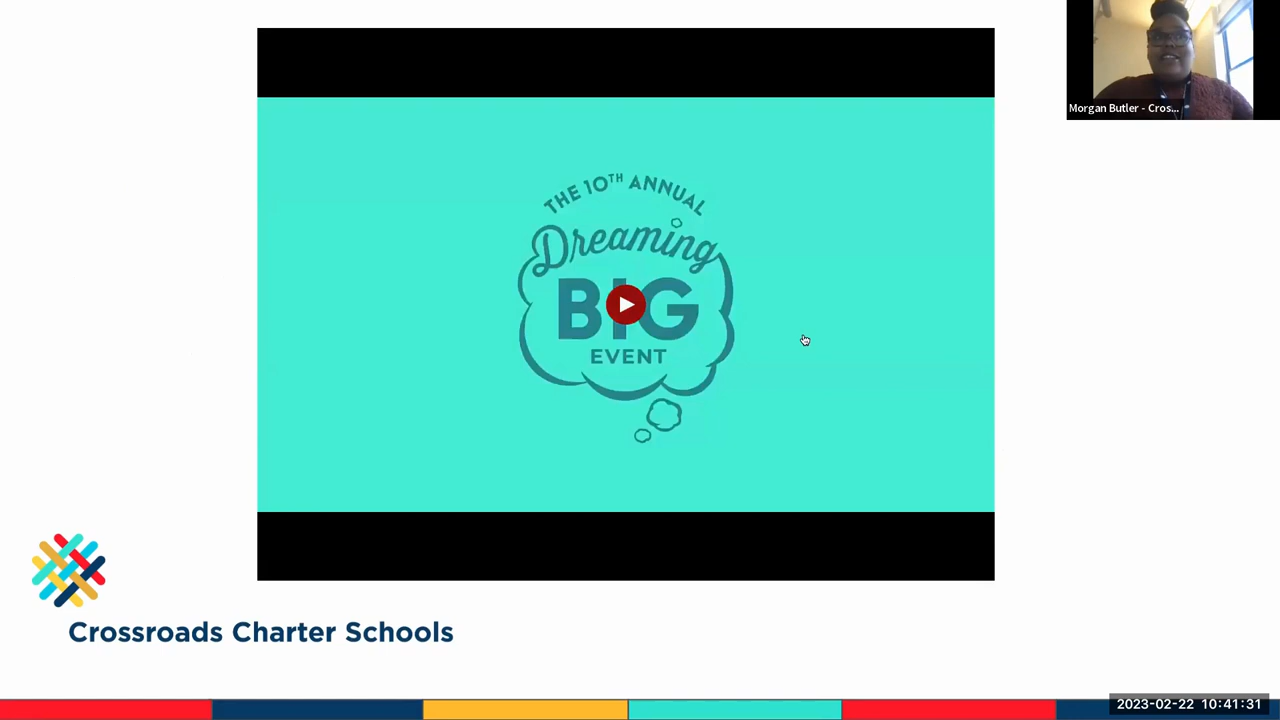 Morgan Butler - Cros...
THE 10TH ANNUAL
Dreaming
BIG
EVENT
Crossroads Charter Schools
2023-02-22 10:41:31